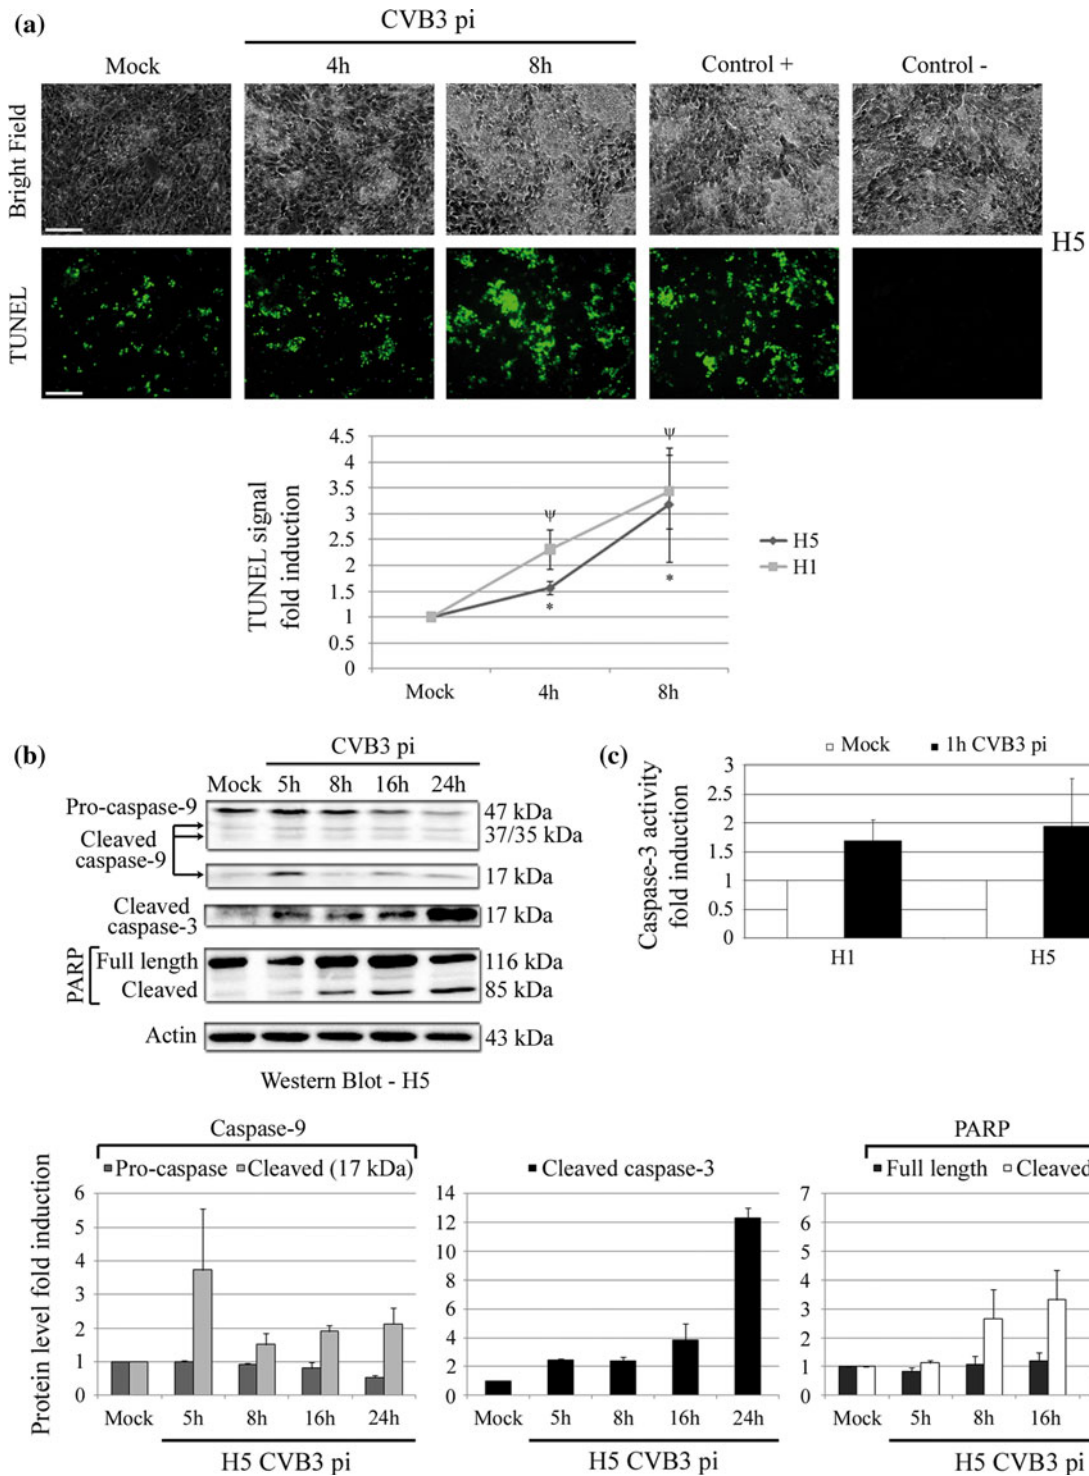 (a)
CVB3 pi
Mock 4h 8h Control + Control -
Bright Field
TUNEL
H5
TUNEL signal
fold induction
4.5
4
3.5
3
2.5
2
1.5
1
0.5
0
ψ
ψ
*
*
H5
H1
Mock 4h 8h
(b)
CVB3 pi
Mock 5h 8h 16h 24h
Pro-caspase-9 47 kDa
37/35 kDa
Cleaved
caspase-9
17 kDa
Cleaved
caspase-3 17 kDa
PARP
Full length 116 kDa
Cleaved 85 kDa
Actin 43 kDa
Western Blot - H5
(c)
Mock 1h CVB3 pi
Caspase-3 activity
fold induction
3
2.5
2
1.5
1
0.5
0
H1 H5
Protein level fold induction
Caspase-9
Pro-caspase Cleaved (17 kDa)
6
5
4
3
2
1
0
Mock 5h 8h 16h 24h
H5 CVB3 pi
Cleaved caspase-3
14
12
10
8
6
4
2
0
Mock 5h 8h 16h 24h
H5 CVB3 pi
PARP
Full length Cleaved
7
6
5
4
3
2
1
0
Mock 5h 8h 16h
H5 CVB3 pi